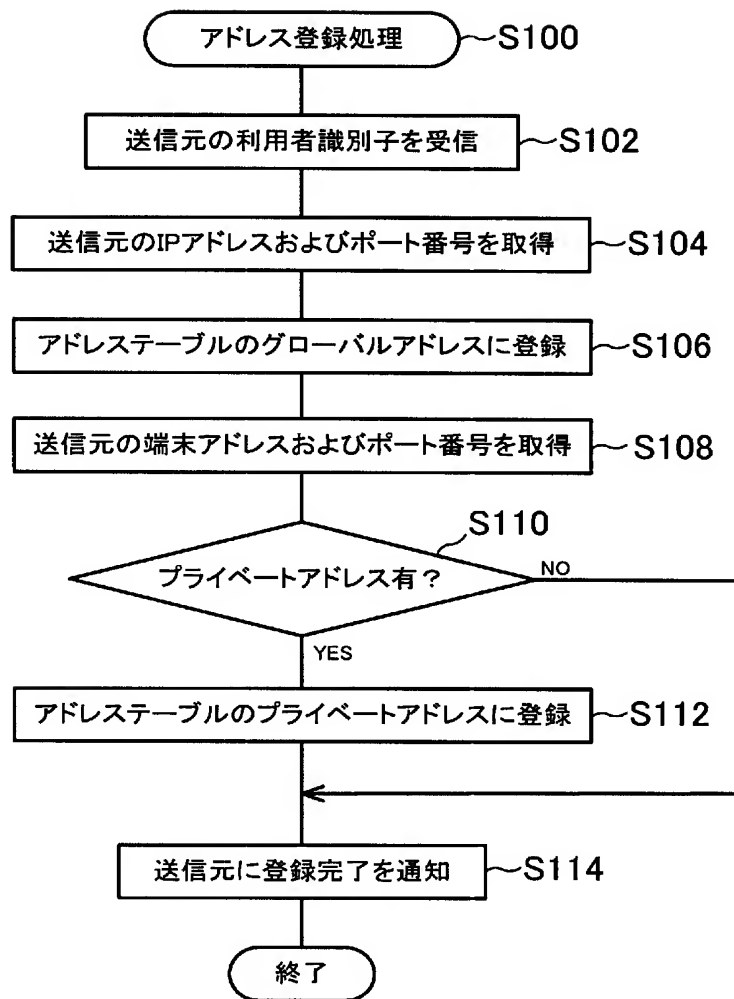 アドレス登録処理 S100
送信元の利用者識別子を受信 S102
送信元のIPアドレスおよびポート番号を取得 S104
アドレステーブルのグローバルアドレスに登録 S106
送信元の端末アドレスおよびポート番号を取得 S108
S110
プライベートアドレス有？ NO
YES
アドレステーブルのプライベートアドレスに登録 S112
送信元に登録完了を通知 S114
終了